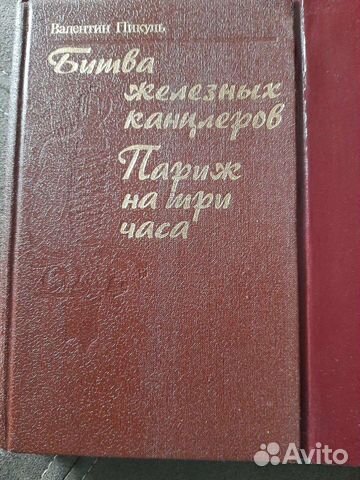 Валентин Пикуль
Битва
железных
канцлеров
Париж
на три
часа
Avito